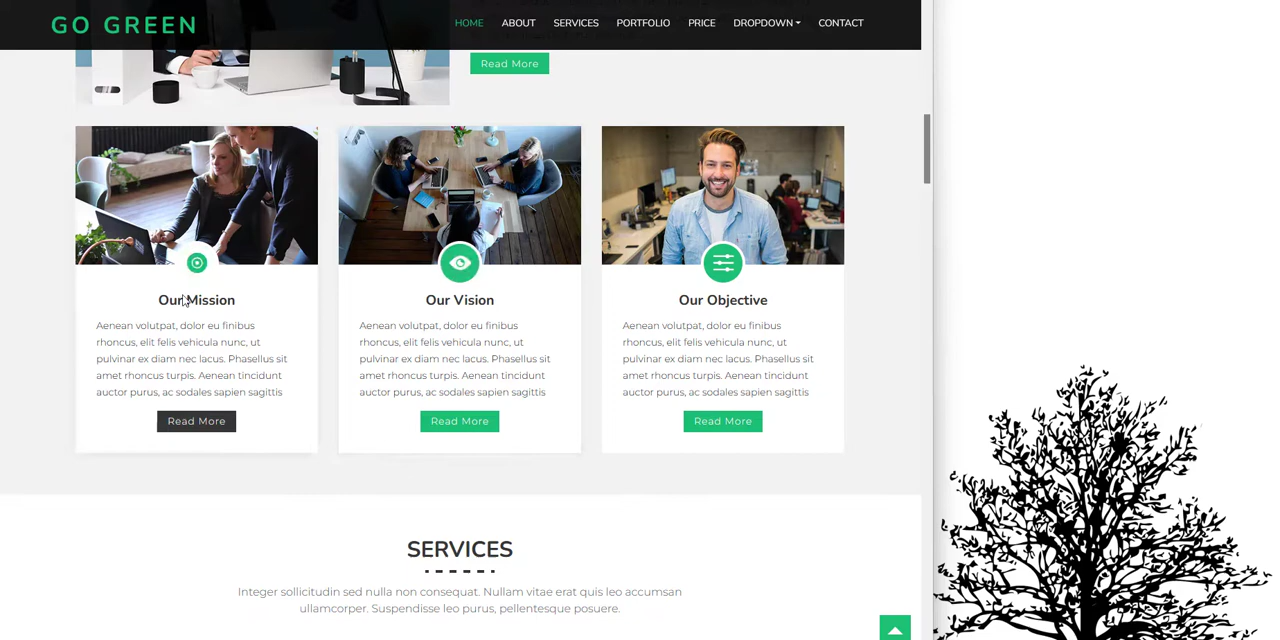 GO GREEN
HOME ABOUT SERVICES PORTFOLIO PRICE DROPDOWN CONTACT
Read More
Our Mission
Aenean volutpat, dolor eu finibus
rhoncus, elit felis vehicula nunc, ut
pulvinar ex diam nec lacus. Phasellus sit
amet rhoncus turpis. Aenean tincidunt
auctor purus, ac sodales sapien sagittis
Read More
Our Vision
Aenean volutpat, dolor eu finibus
rhoncus, elit felis vehicula nunc, ut
pulvinar ex diam nec lacus. Phasellus sit
amet rhoncus turpis. Aenean tincidunt
auctor purus, ac sodales sapien sagittis
Read More
Our Objective
Aenean volutpat, dolor eu finibus
rhoncus, elit felis vehicula nunc, ut
pulvinar ex diam nec lacus. Phasellus sit
amet rhoncus turpis. Aenean tincidunt
auctor purus, ac sodales sapien sagittis
Read More
SERVICES
Integer sollicitudin sed nulla non consequat. Nullam vitae erat quis leo accumsan
ullamcorper. Suspendisse leo purus, pellentesque posuere.